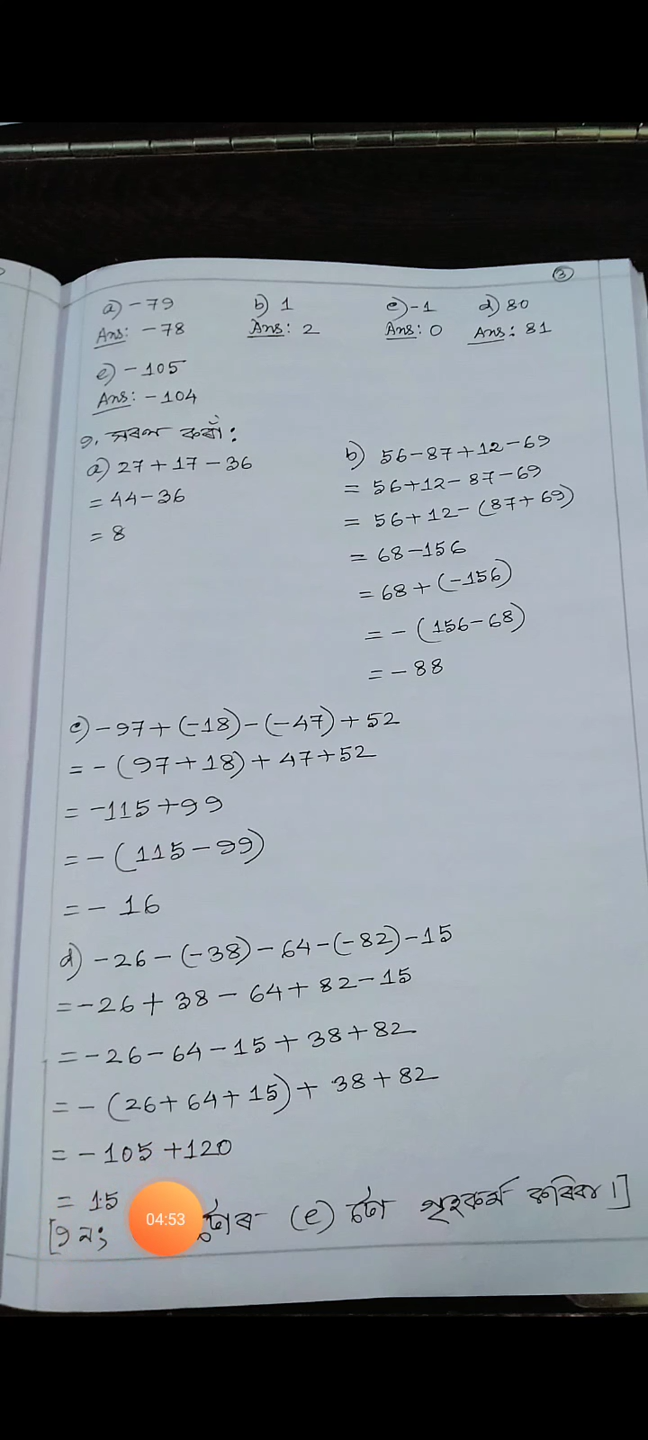 3
a) -79 b) 1 c) -1 d) 80
Ans: -78 Ans: 2 Ans: 0 Ans: 81
e) -105
Ans: -104
9. সৰল কৰাঁ:
a) 27+17-36
= 44-36
= 8
b) 56-87+12-69
= 56+12-87-69
= 56+12-(87+69)
= 68-156
= 68+(-156)
= -(156-68)
= -88
c) -97+(-18)-(-47)+52
= -(97+18)+47+52
= -115+99
= -(115-99)
= -16
d) -26-(-38)-64-(-82)-15
= -26+38-64+82-15
= -26-64-15+38+82
= -(26+64+15)+38+82
= -105+120
= 15
[9 নং টোৰ (e) টো গৃহকৰ্ম কৰিবা।]
04:53